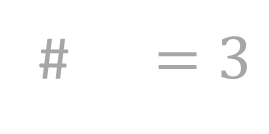 # = 3